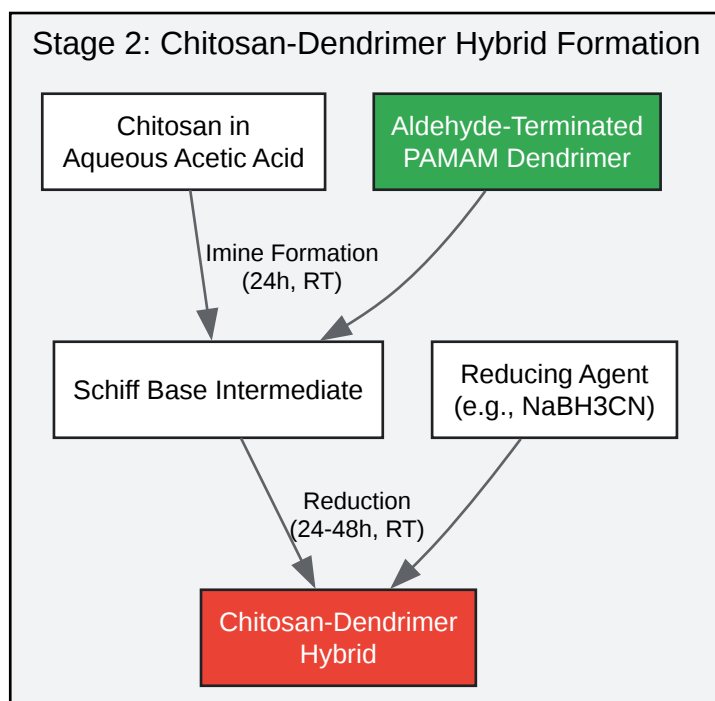 Stage 2: Chitosan-Dendrimer Hybrid Formation
Chitosan in
Aqueous Acetic Acid
Aldehyde-Terminated
PAMAM Dendrimer
Imine Formation
(24h, RT)
Schiff Base Intermediate
Reducing Agent
(e.g., NaBH3CN)
Reduction
(24-48h, RT)
Chitosan-Dendrimer
Hybrid